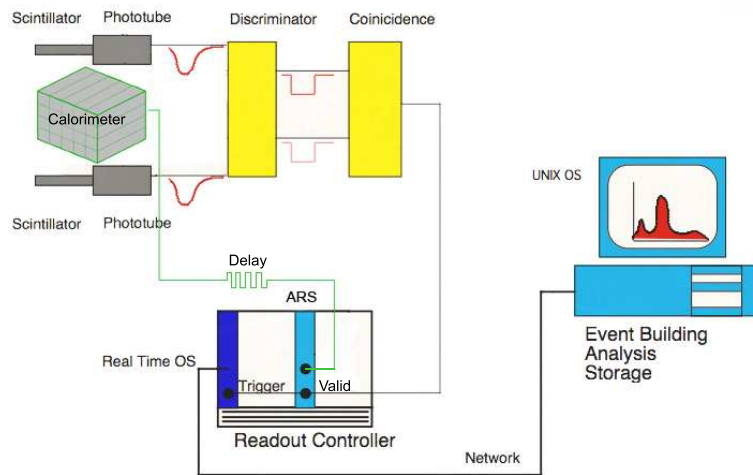 Scintillator Phototube Discriminator Coinicidence
Calorimeter
UNIX OS
Scintillator Phototube
Delay
ARS
Event Building
Analysis
Storage
Real Time OS
Trigger Valid
Readout Controller
Network